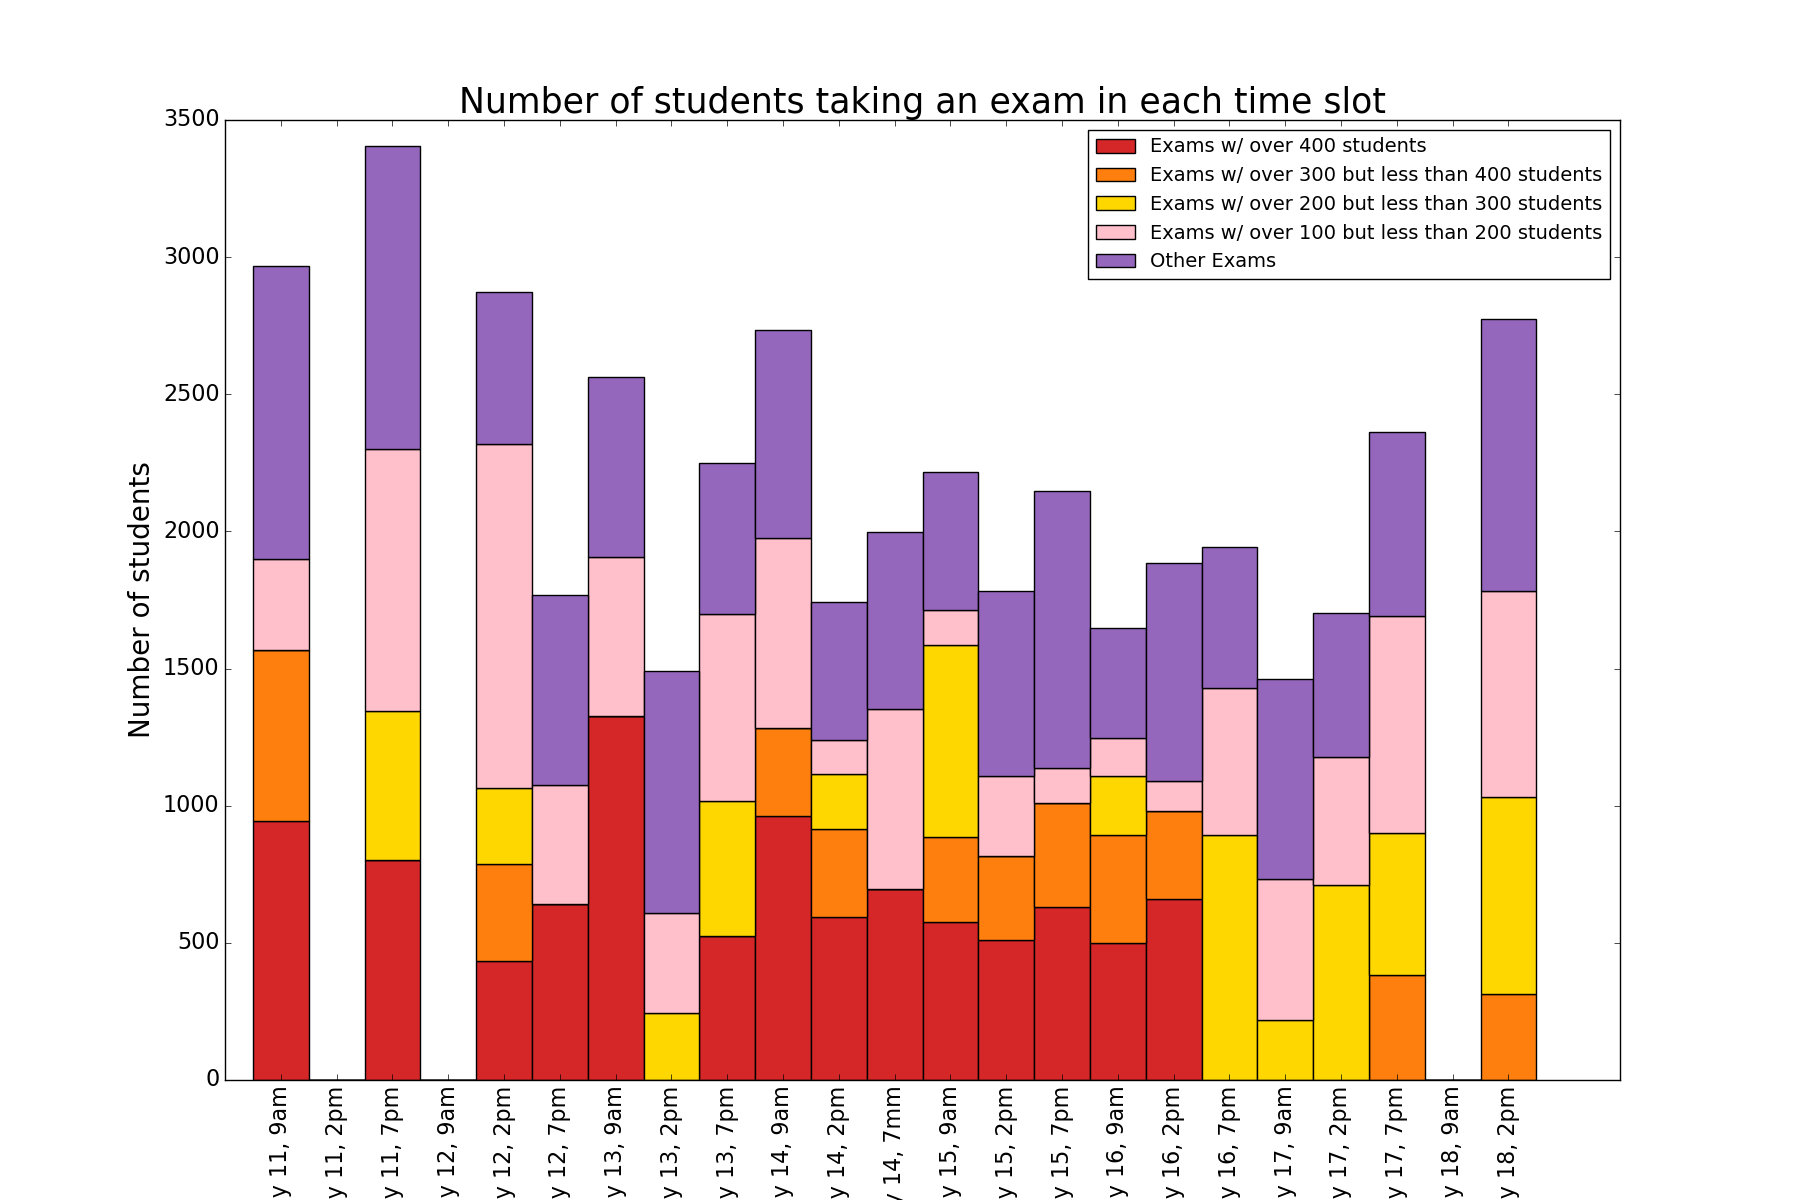 Number of students taking an exam in each time slot
3500
3000
2500
2000
1500
1000
500
0
Number of students
Exams w/ over 400 students
Exams w/ over 300 but less than 400 students
Exams w/ over 200 but less than 300 students
Exams w/ over 100 but less than 200 students
Other Exams
y 11, 9am
y 11, 2pm
y 11, 7pm
y 12, 9am
y 12, 2pm
y 12, 7pm
y 13, 9am
y 13, 2pm
y 13, 7pm
y 14, 9am
y 14, 2pm
y 14, 7mm
y 15, 9am
y 15, 2pm
y 15, 7pm
y 16, 9am
y 16, 2pm
y 16, 7pm
y 17, 9am
y 17, 2pm
y 17, 7pm
y 18, 9am
y 18, 2pm